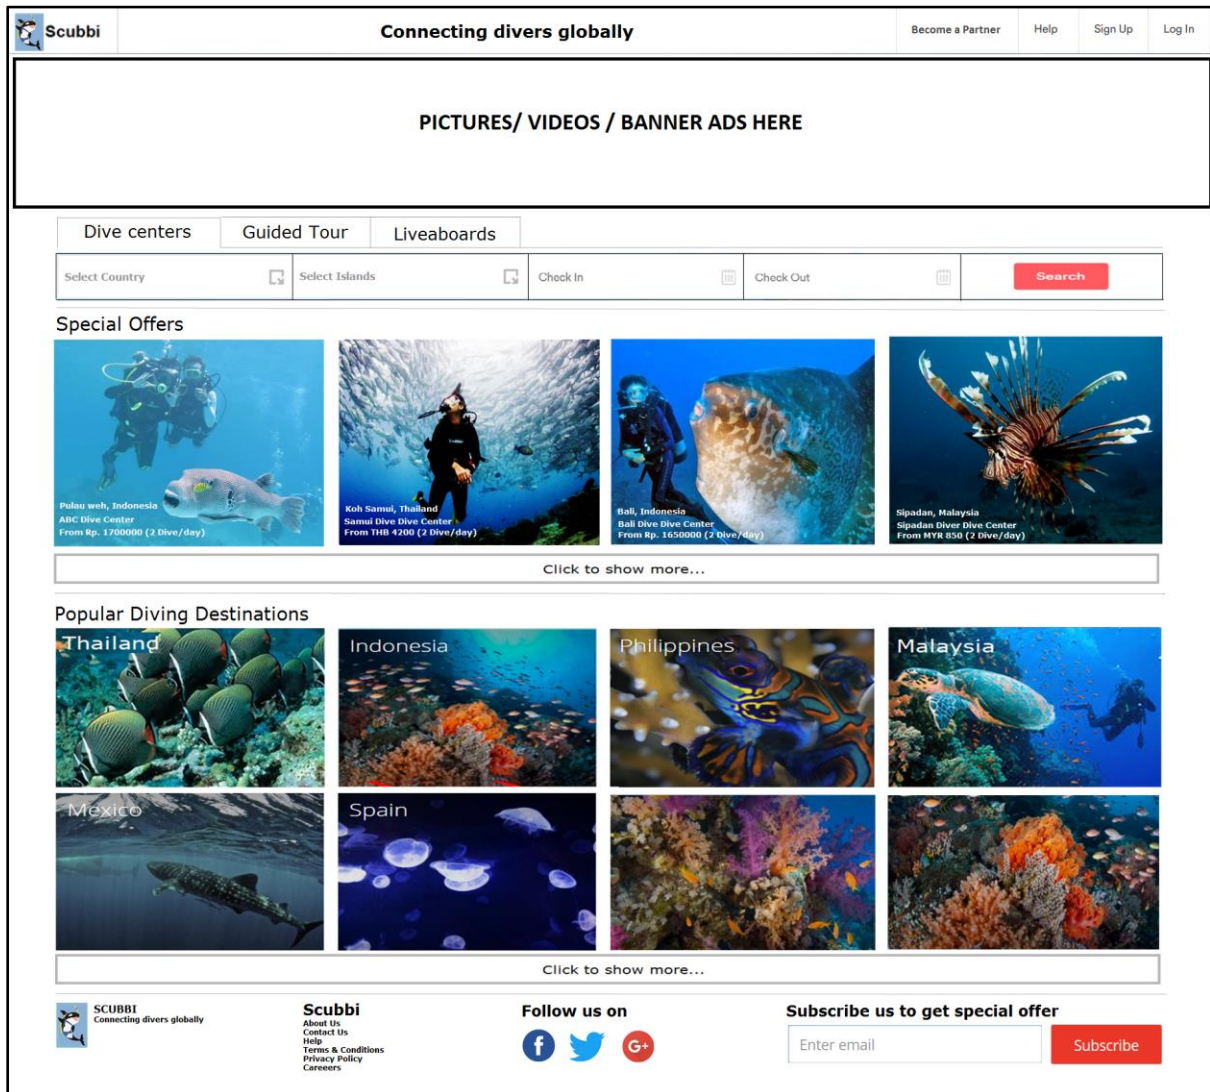 Scubbi
Connecting divers globally
Become a Partner
Help
Sign Up
Log In
PICTURES/ VIDEOS / BANNER ADS HERE
Dive centers
Guided Tour
Liveaboards
Select Country
Select Islands
Check In
Check Out
Search
Special Offers
Pulau weh, Indonesia
ABC Dive Center
From Rp. 1700000 (2 Dive/day)
Koh Samui, Thailand
Samui Dive Dive Center
From THB 4200 (2 Dive/day)
Bali, Indonesia
Bali Dive Dive Center
From Rp. 1650000 (2 Dive/day)
Sipadan, Malaysia
Sipadan Diver Dive Center
From MYR 850 (2 Dive/day)
Click to show more...
Popular Diving Destinations
Thailand
Indonesia
Philippines
Malaysia
Mexico
Spain
Click to show more...
SCUBBI
Connecting divers globally
Scubbi
About Us
Contact Us
Help
Terms & Conditions
Privacy Policy
Careeers
Follow us on
f
G+
Subscribe us to get special offer
Enter email
Subscribe